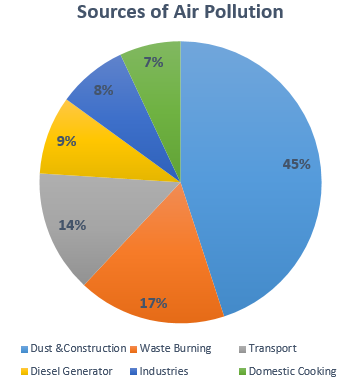 Sources of Air Pollution
7%
8%
9%
45%
14%
17%
Dust &Construction Waste Burning Transport
Diesel Generator Industries Domestic Cooking